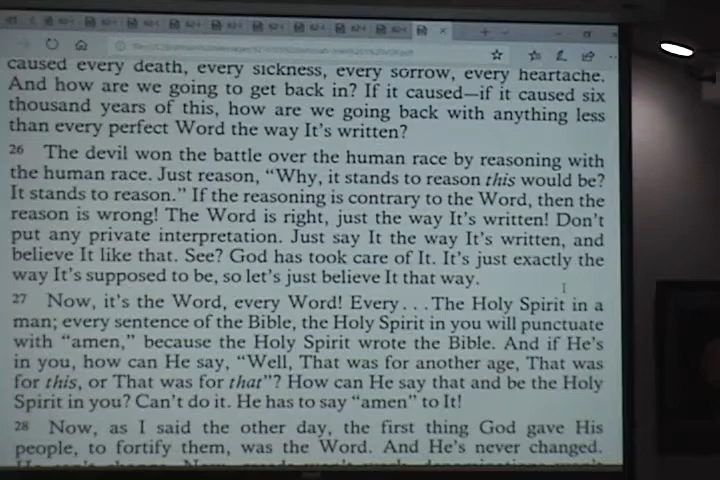 caused every death, every sickness, every sorrow, every heartache.
And how are we going to get back in? If it caused—if it caused six
thousand years of this, how are we going back with anything less
than every perfect Word the way It's written?
26 The devil won the battle over the human race by reasoning with
the human race. Just reason, “Why, it stands to reason this would be?
It stands to reason.” If the reasoning is contrary to the Word, then the
reason is wrong! The Word is right, just the way It's written! Don't
put any private interpretation. Just say It the way It's written, and
believe It like that. See? God has took care of It. It's just exactly the
way It's supposed to be, so let's just believe It that way.
27 Now, it's the Word, every Word! Every . . . The Holy Spirit in a
man; every sentence of the Bible, the Holy Spirit in you will punctuate
with “amen,” because the Holy Spirit wrote the Bible. And if He's
in you, how can He say, “Well, That was for another age, That was
for this, or That was for that”? How can He say that and be the Holy
Spirit in you? Can't do it. He has to say “amen” to It!
28 Now, as I said the other day, the first thing God gave His
people, to fortify them, was the Word. And He's never changed.